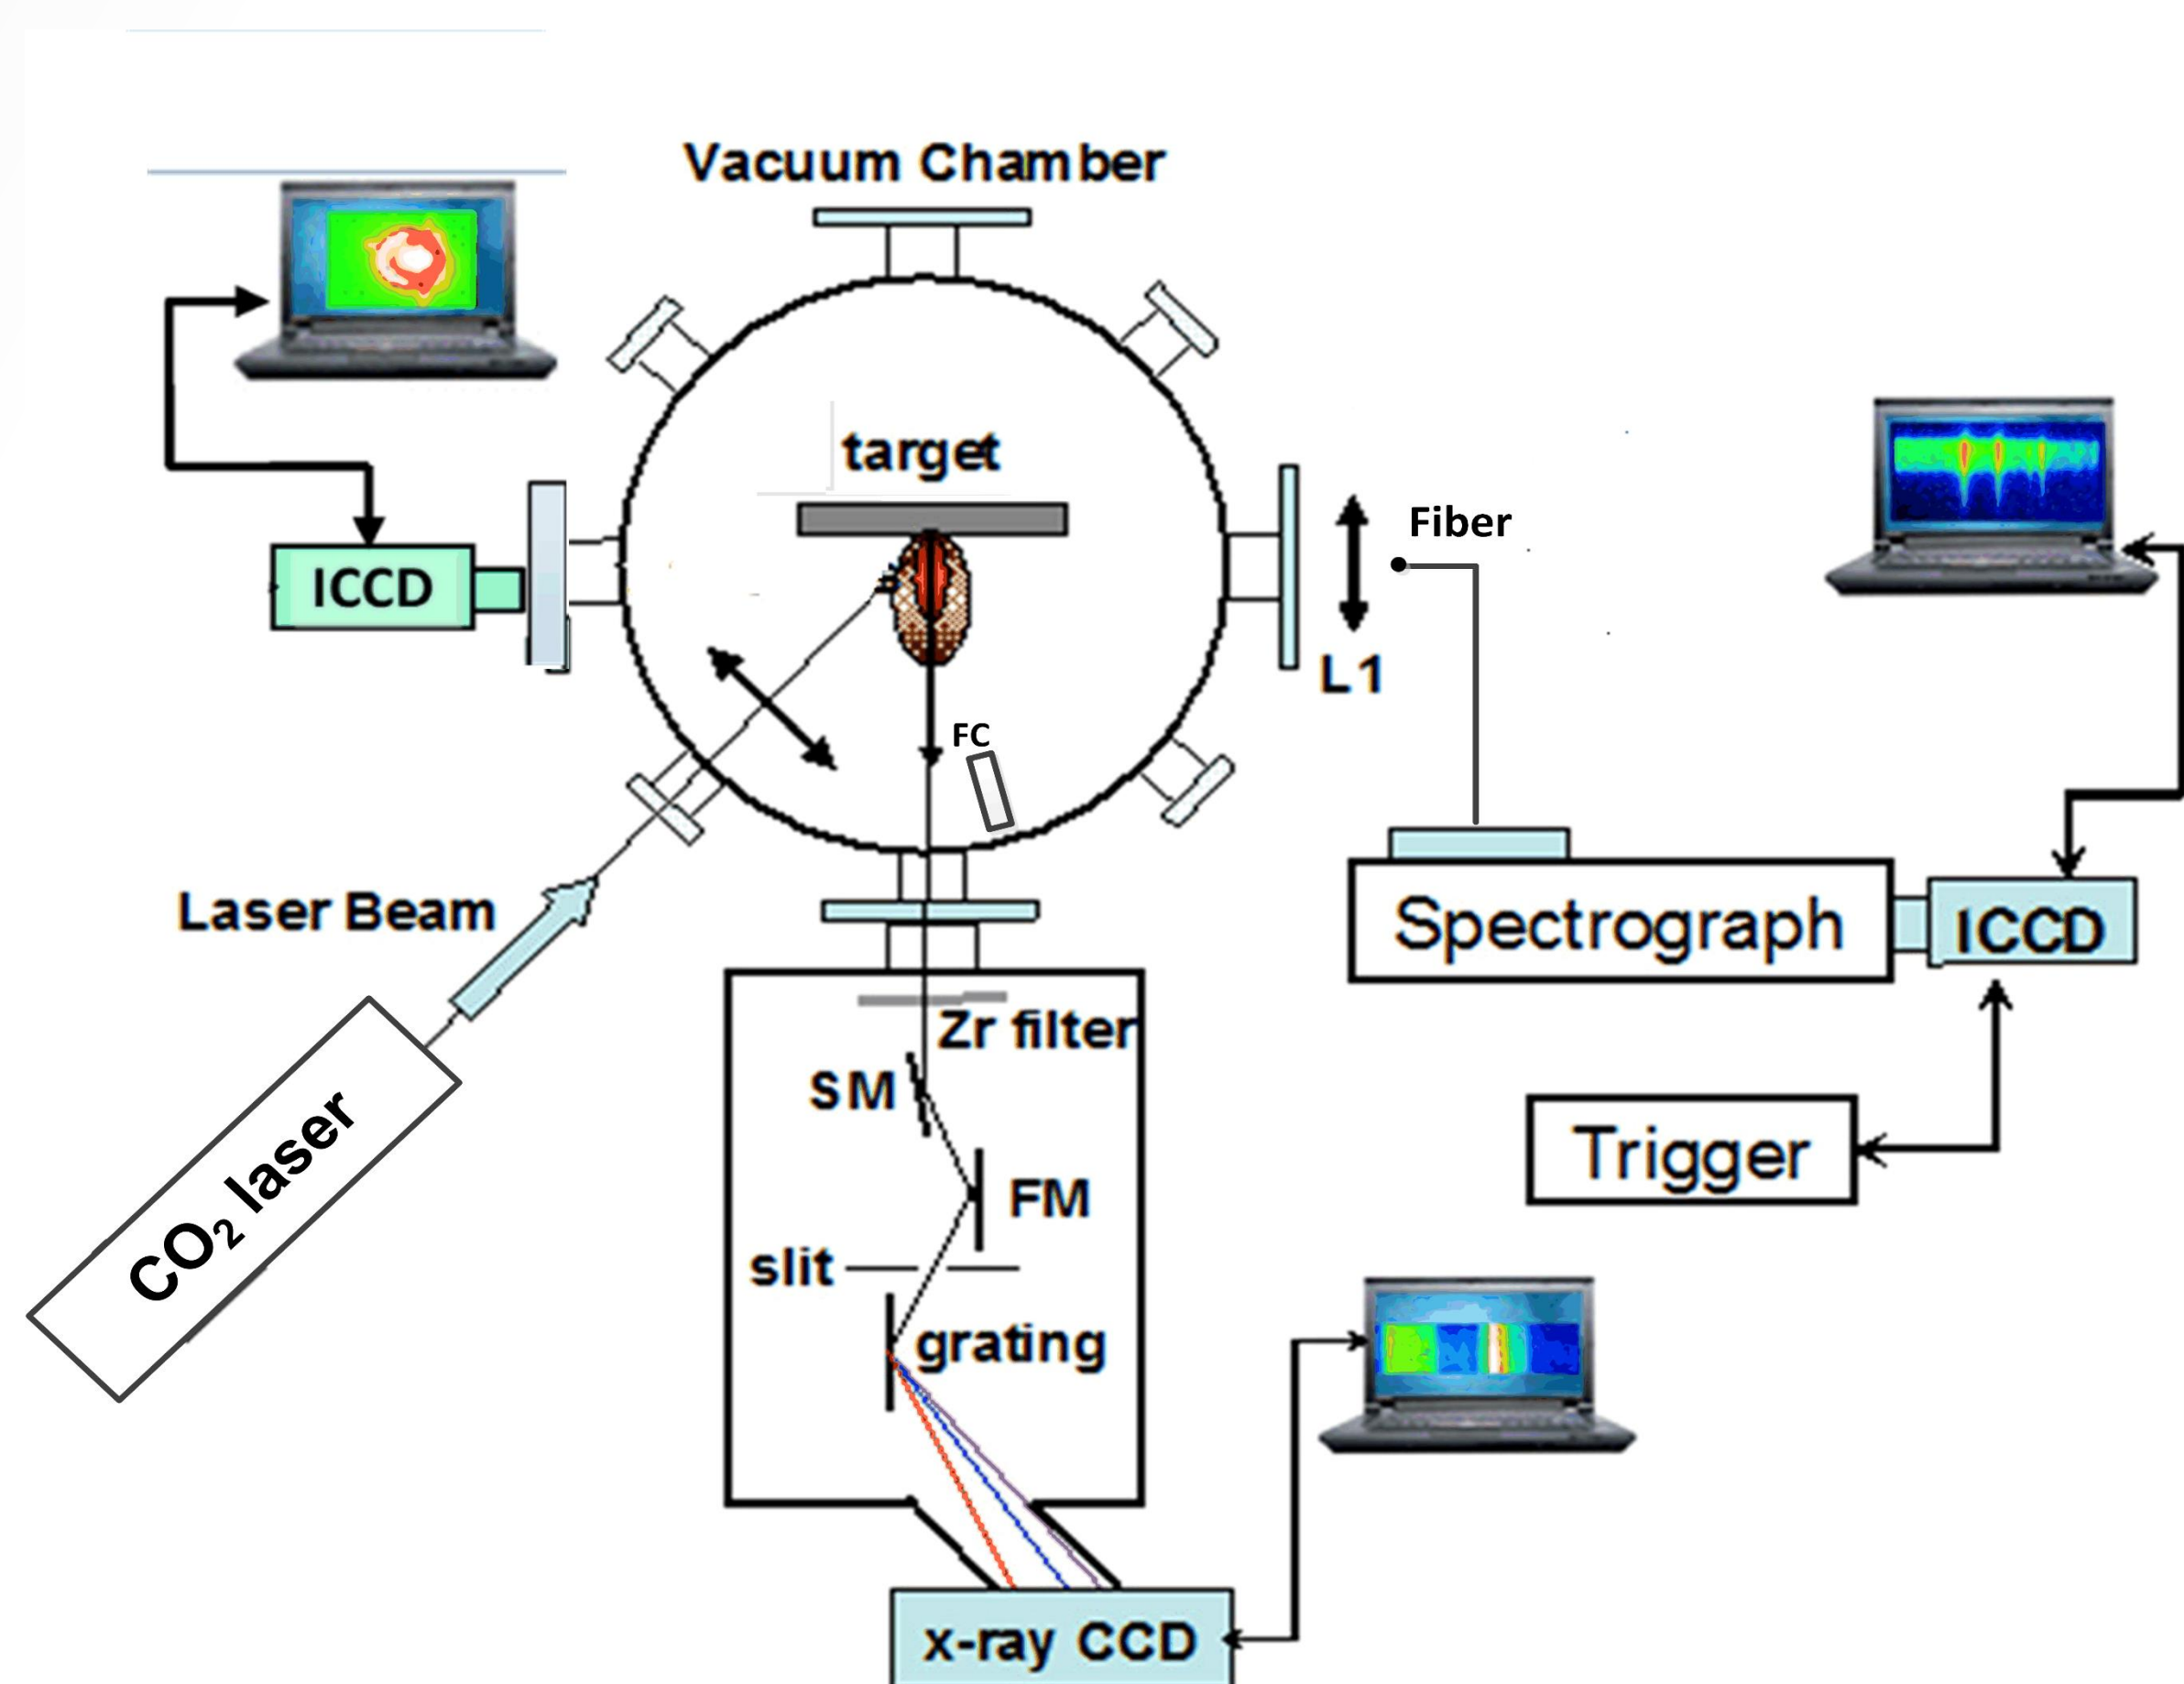 Vacuum Chamber
target
Fiber
ICCD
L1
FC
Laser Beam
Spectrograph
ICCD
Zr filter
SM
CO₂ laser
Trigger
FM
slit
grating
x-ray CCD